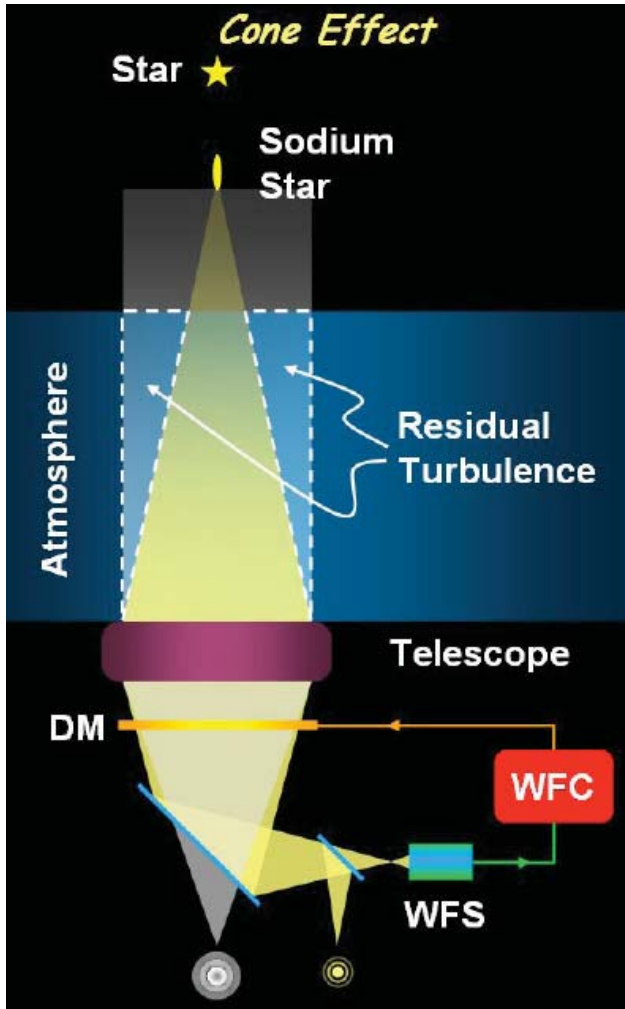 Cone Effect
Star
Sodium
Star
Atmosphere
Residual
Turbulence
Telescope
DM
WFC
WFS